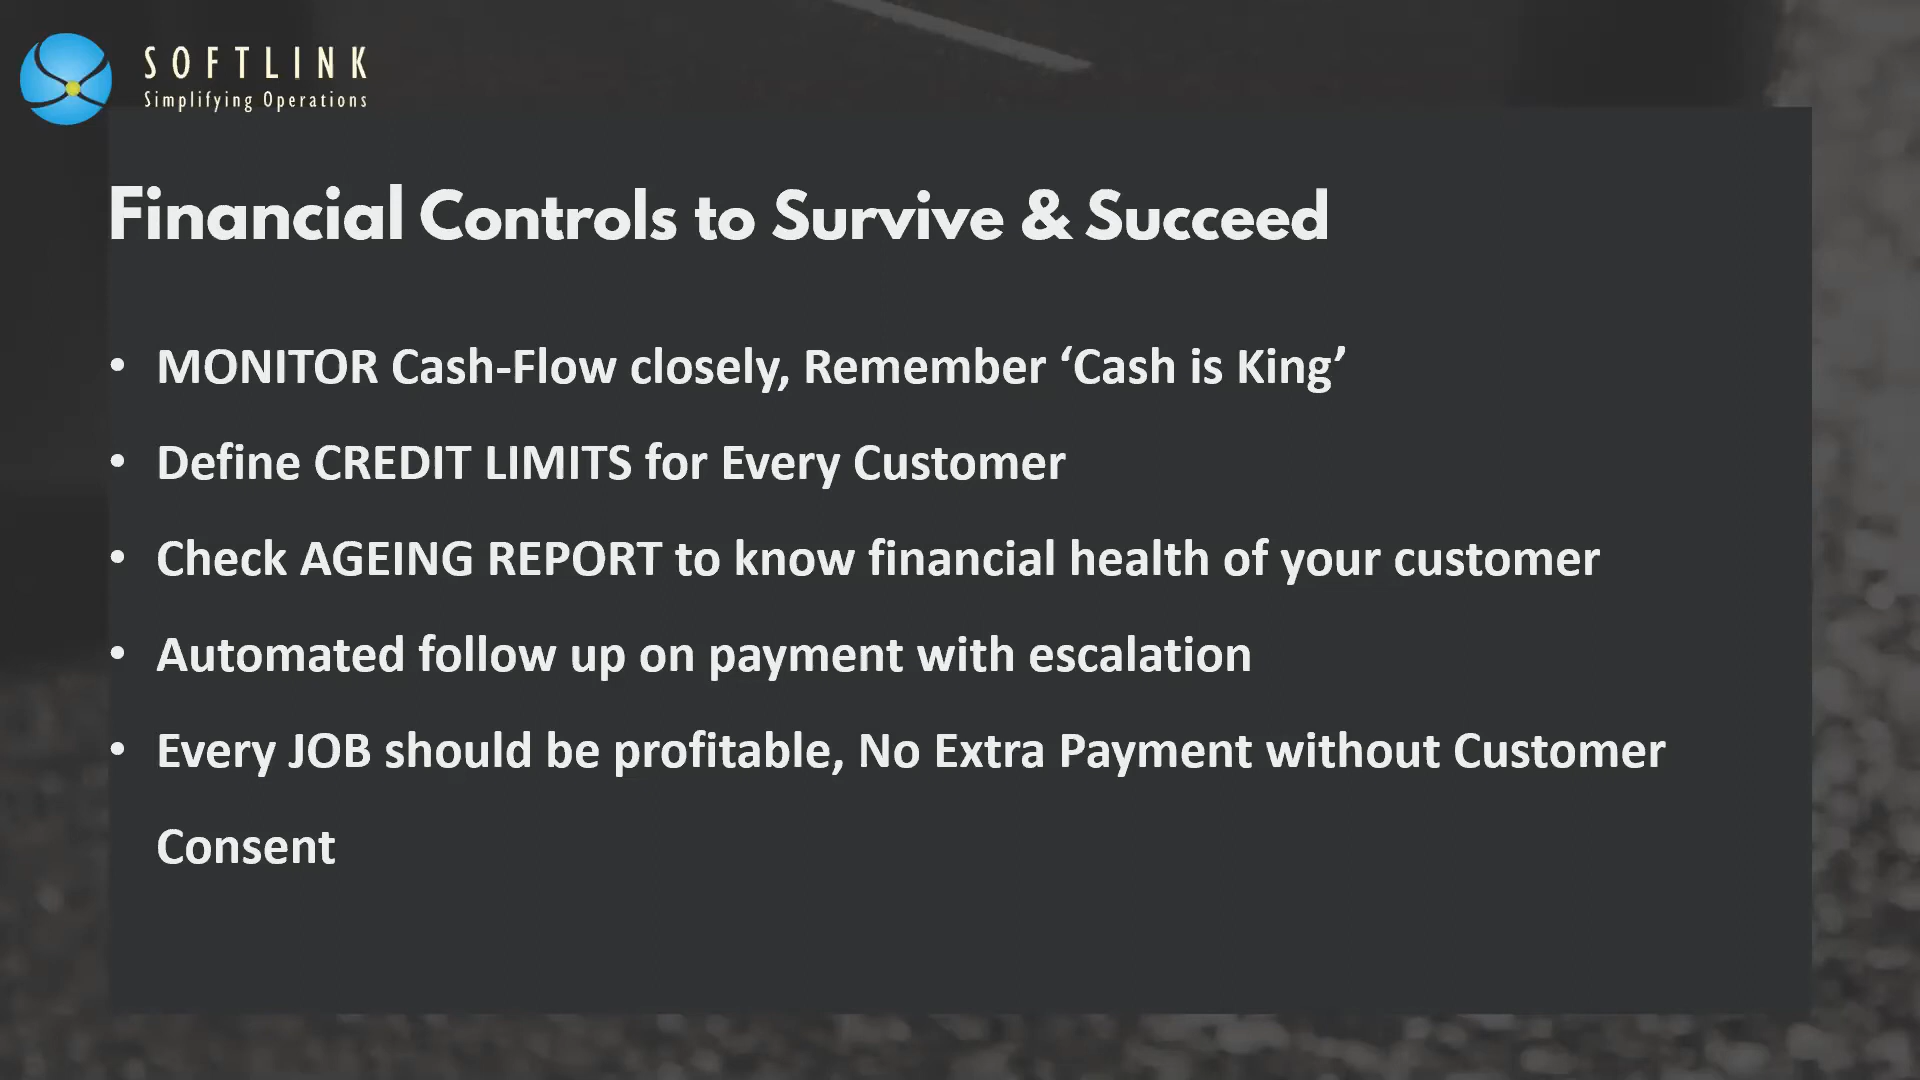 SOFTLINK
Simplifying Operations
Financial Controls to Survive & Succeed
• MONITOR Cash-Flow closely, Remember ‘Cash is King’
• Define CREDIT LIMITS for Every Customer
• Check AGEING REPORT to know financial health of your customer
• Automated follow up on payment with escalation
• Every JOB should be profitable, No Extra Payment without Customer
Consent